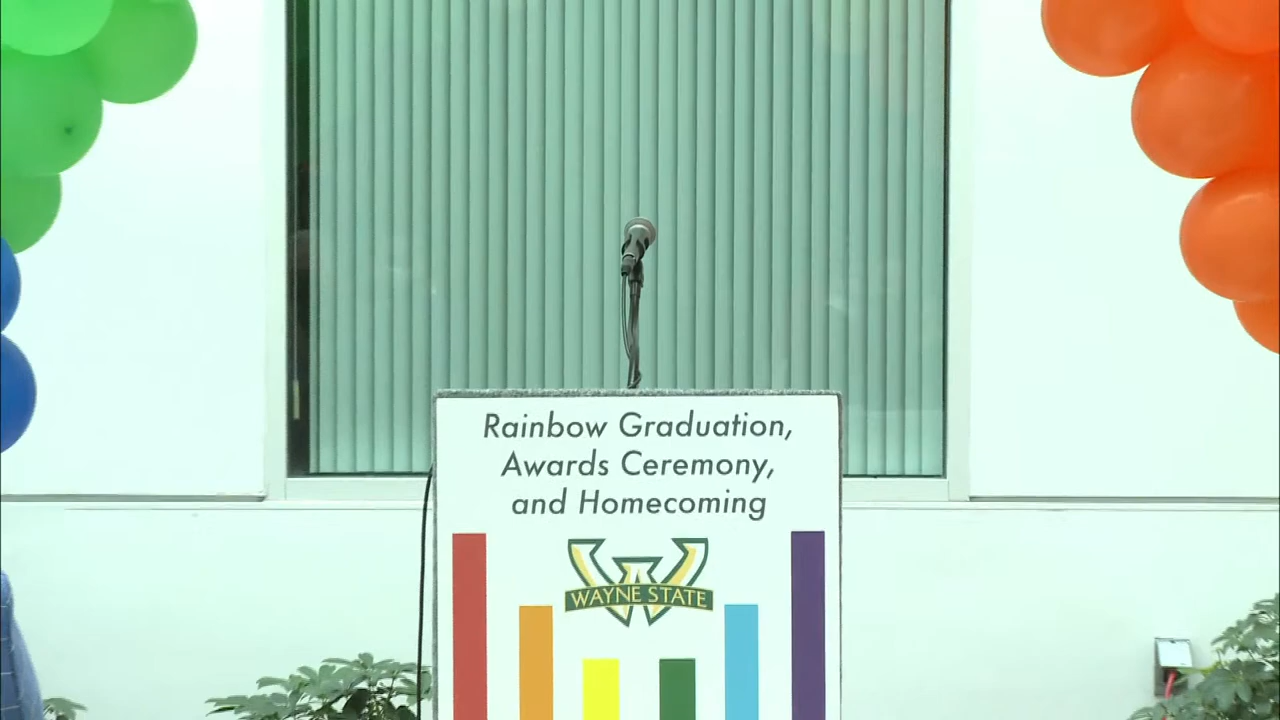 Rainbow Graduation,
Awards Ceremony,
and Homecoming
WAYNE STATE